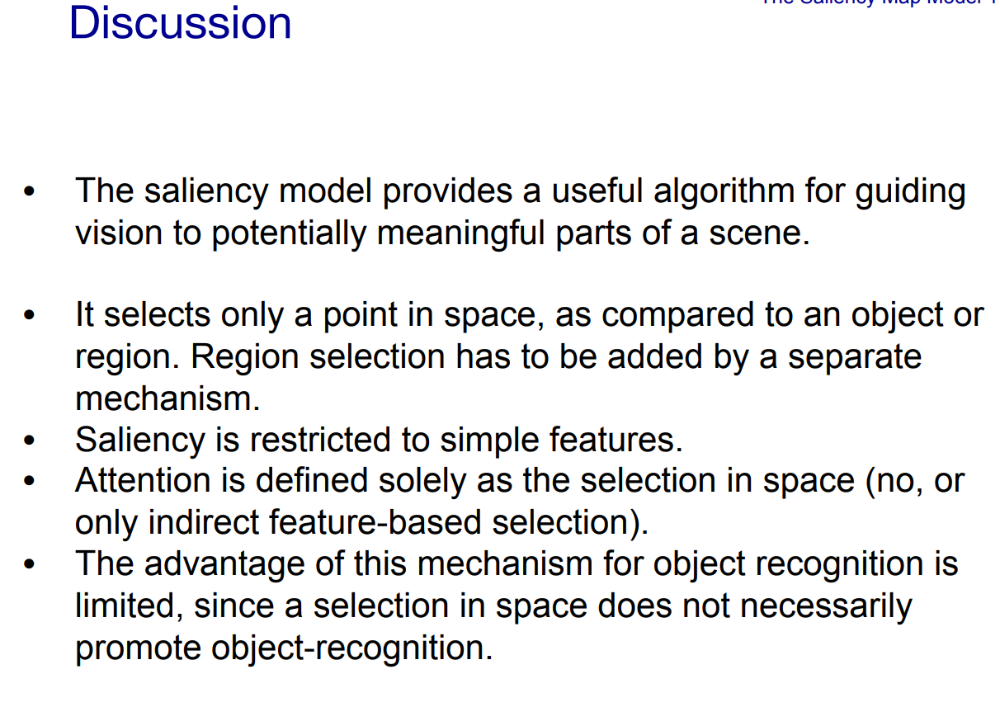 The Saliency Map Model
Discussion
• The saliency model provides a useful algorithm for guiding
vision to potentially meaningful parts of a scene.
• It selects only a point in space, as compared to an object or
region. Region selection has to be added by a separate
mechanism.
• Saliency is restricted to simple features.
• Attention is defined solely as the selection in space (no, or
only indirect feature-based selection).
• The advantage of this mechanism for object recognition is
limited, since a selection in space does not necessarily
promote object-recognition.